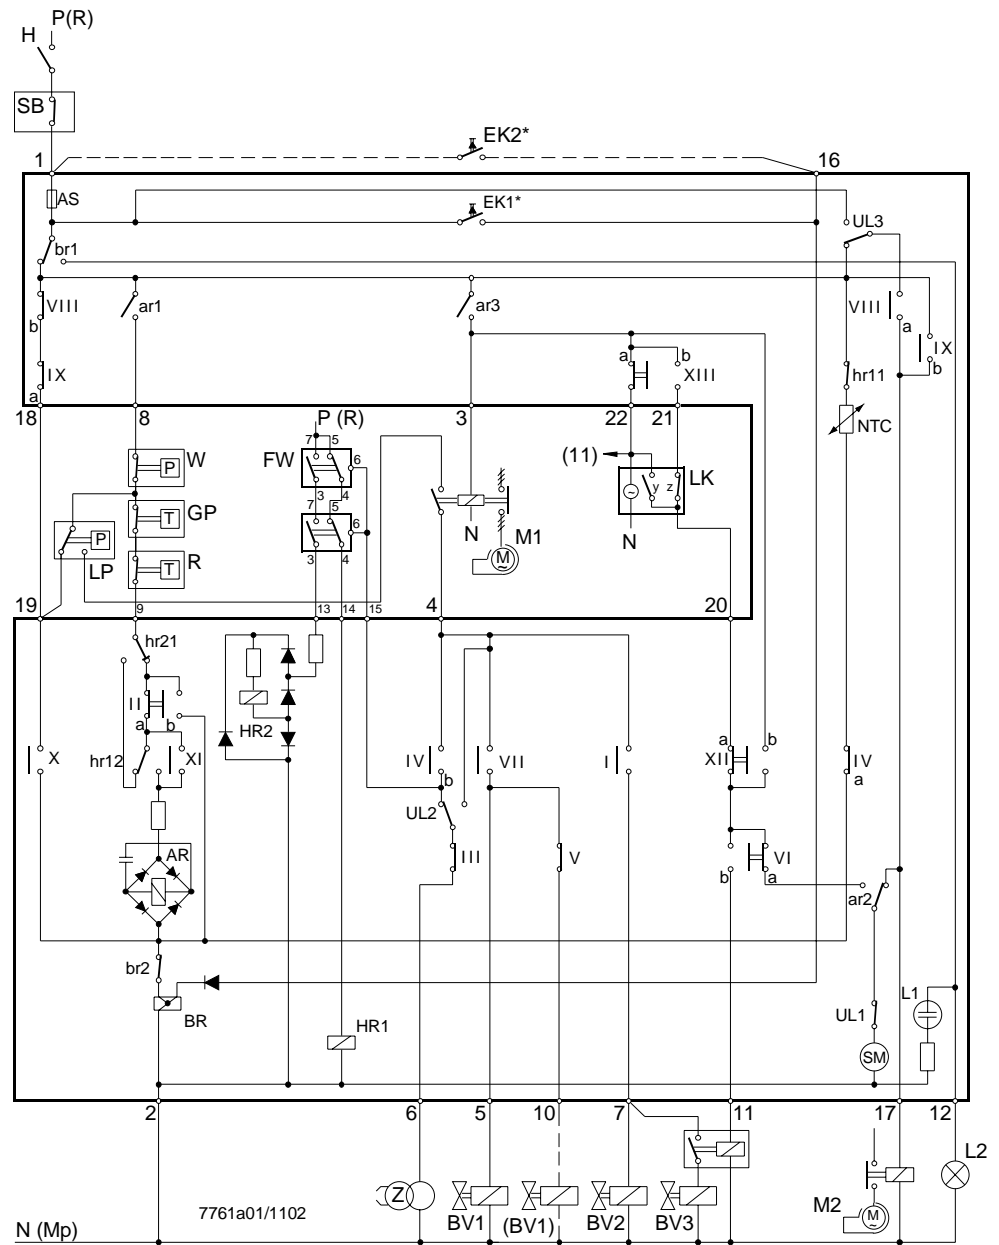 P(R)
H
SB
EK2*
1
16
AS
EK1*
UL3
br1
VIII
ar1
ar3
VIII
b
a
a
b
IX
IX
XIII
hr11
b
a
18
8
P (R)
3
22
21
NTC
7
5
W
FW
6
(11)
LK
P
3
4
y
z
~
7
5
GP
T
6
N
M1
N
P
M
~
R
T
3
4
LP
19
9
13
14
15
4
20
hr21
II
a
b
HR2
a
b
X
hr12
XI
IV
VII
I
XII
IV
b
a
UL2
III
V
VI
AR
b
a
ar2
br2
BR
L1
HR1
UL1
SM
2
6
5
10
7
11
17
12
L2
Z
M2
M
~
7761a01/1102
BV1
(BV1)
BV2
BV3
N (Mp)